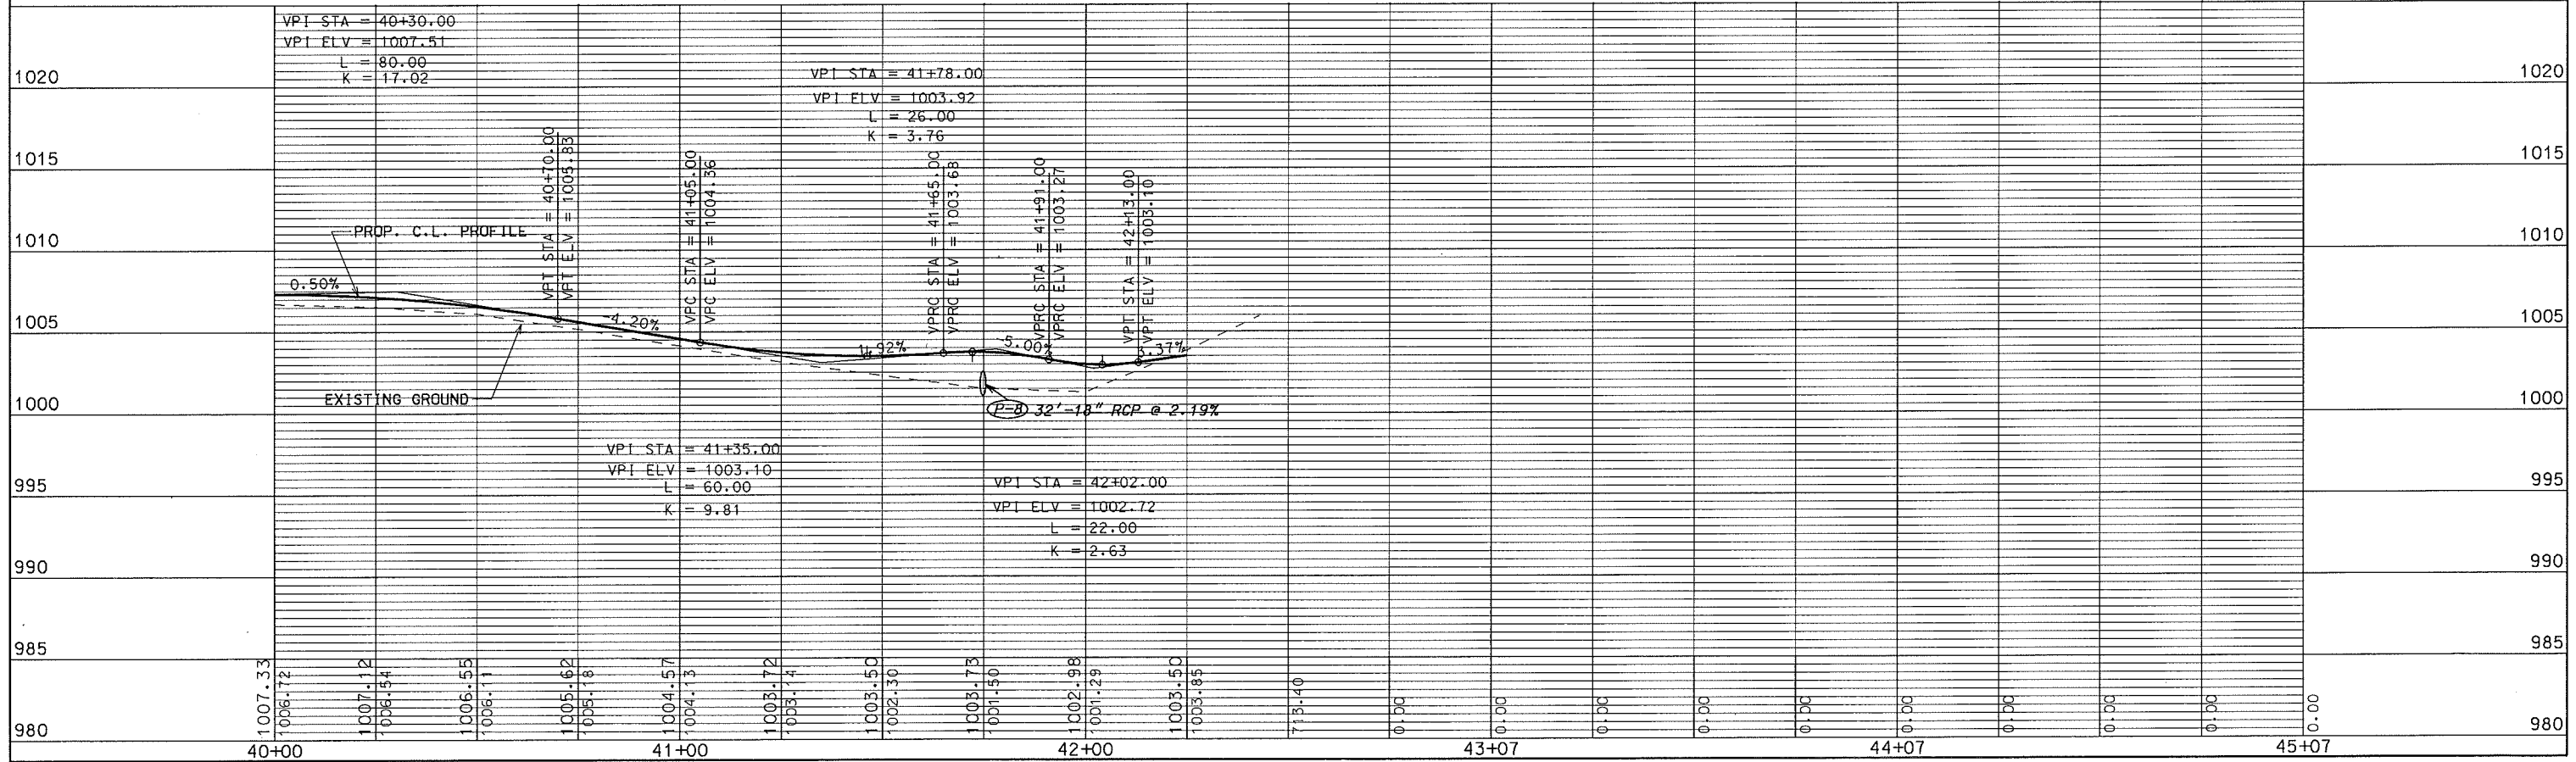 VPI STA = 40+30.00
VPI ELV = 1007.51
L = 80.00
K = 17.02
VPI STA = 41+78.00
VPI ELV = 1003.92
L = 26.00
K = 3.76
1020
1020
1015
1015
1010
1010
1005
1005
1000
1000
995
995
990
990
985
985
980
980
VPT STA = 40+70.00
VPT ELV = 1005.83
VPC STA = 41+05.00
VPC ELV = 1004.36
VPRC STA = 41+65.00
VPRC ELV = 1003.68
VPRC STA = 41+91.00
VPRC ELV = 1003.27
VPT STA = 42+13.00
VPT ELV = 1003.10
PROP. C.L. PROFILE
0.50%
-4.20%
1.92%
-5.00%
3.37%
EXISTING GROUND
P-8 32'-18" RCP @ 2.19%
VPI STA = 41+35.00
VPI ELV = 1003.10
L = 60.00
K = 9.81
VPI STA = 42+02.00
VPI ELV = 1002.72
L = 22.00
K = 2.63
1007.33
1006.72
1007.12
1006.54
1006.55
1006.11
1005.62
1005.18
1004.57
1004.13
1003.72
1003.14
1003.50
1002.30
1003.73
1001.50
1002.98
1001.29
1003.50
1003.85
713.40
0.00
0.00
0.00
0.00
0.00
0.00
0.00
0.00
0.00
0.00
40+00
41+00
42+00
43+07
44+07
45+07